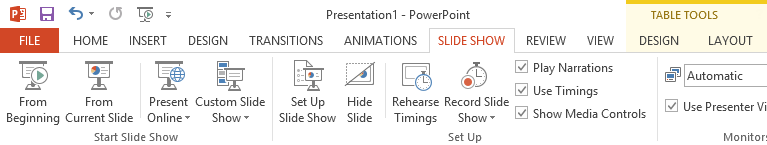 Presentation1 - PowerPoint
TABLE TOOLS
FILE HOME INSERT DESIGN TRANSITIONS ANIMATIONS SLIDE SHOW REVIEW VIEW DESIGN LAYOUT
From Beginning
From Current Slide
Present Online
Custom Slide Show
Set Up Slide Show
Hide Slide
Rehearse Timings
Record Slide Show
Play Narrations
Use Timings
Show Media Controls
Automatic
Use Presenter Vi
Start Slide Show
Set Up
Monitors